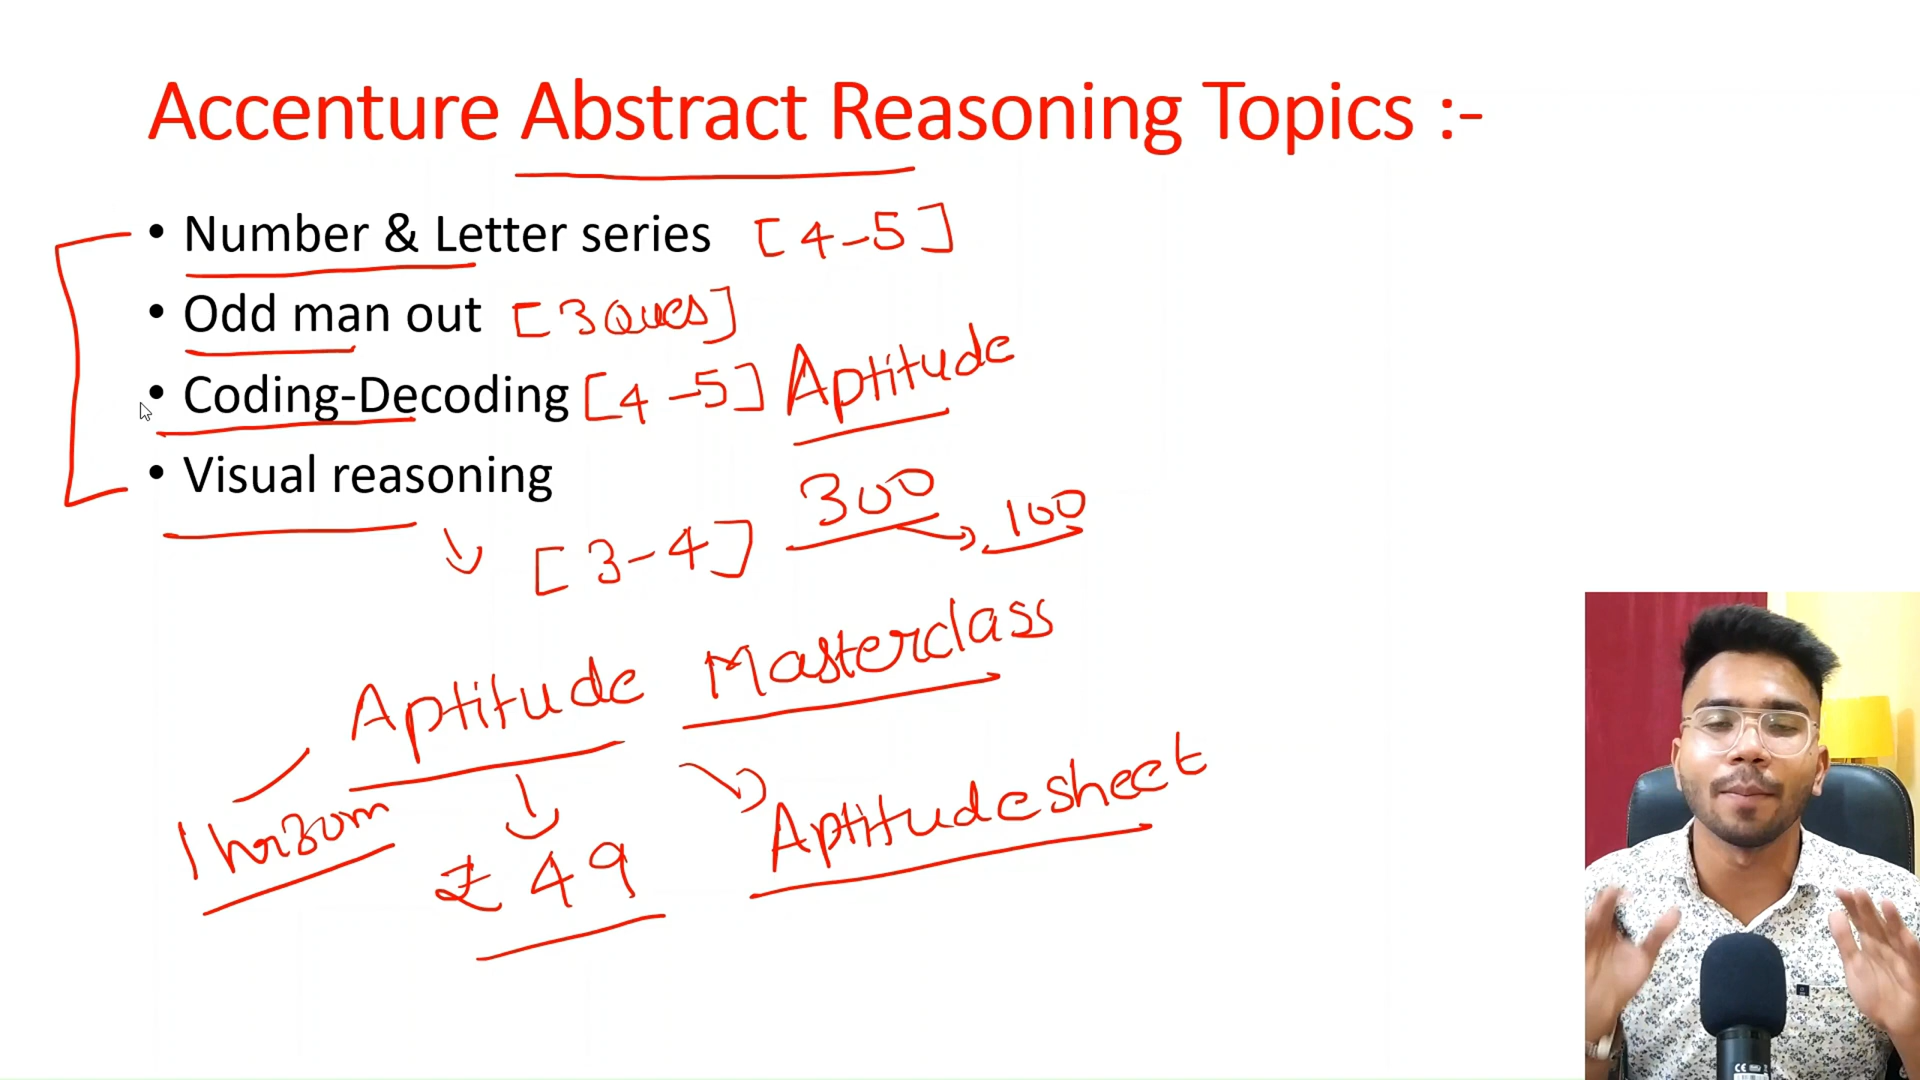 Accenture Abstract Reasoning Topics :-
• Number & Letter series [4-5]
• Odd man out [3 Ques]
• Coding-Decoding [4-5] Aptitude
• Visual reasoning
300 → 100
[3-4]
Aptitude Masterclass
1 hr 30m
₹ 49
Aptitude sheet